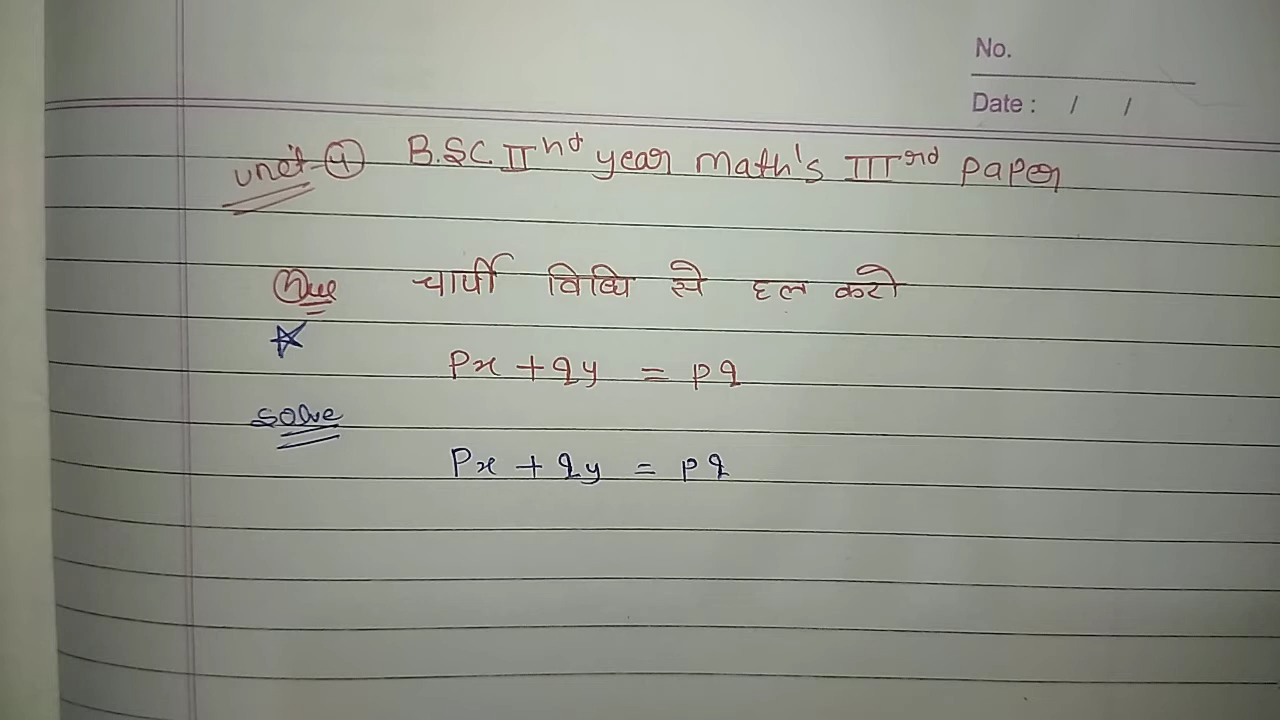 No.
Date : / /
unit-①  B.SC IInd year math's IIIrd paper
Que चार्पी विधि से हल करो
px + qy = pq
solve
px + qy = pq